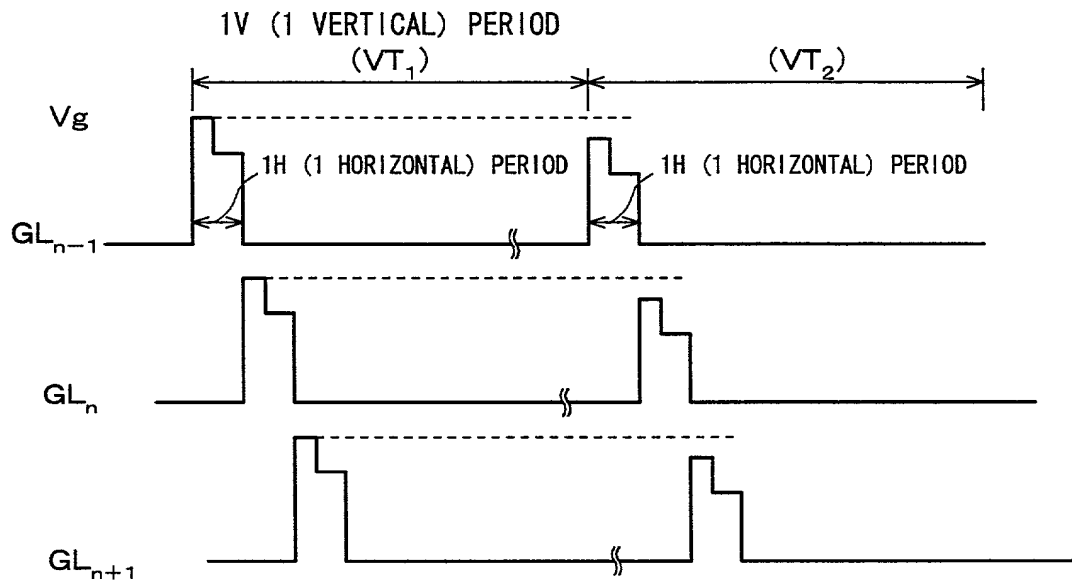 1V (1 VERTICAL) PERIOD
(VT₁) (VT₂)
Vg
1H (1 HORIZONTAL) PERIOD 1H (1 HORIZONTAL) PERIOD
GLₙ₋₁
GLₙ
GLₙ₊₁